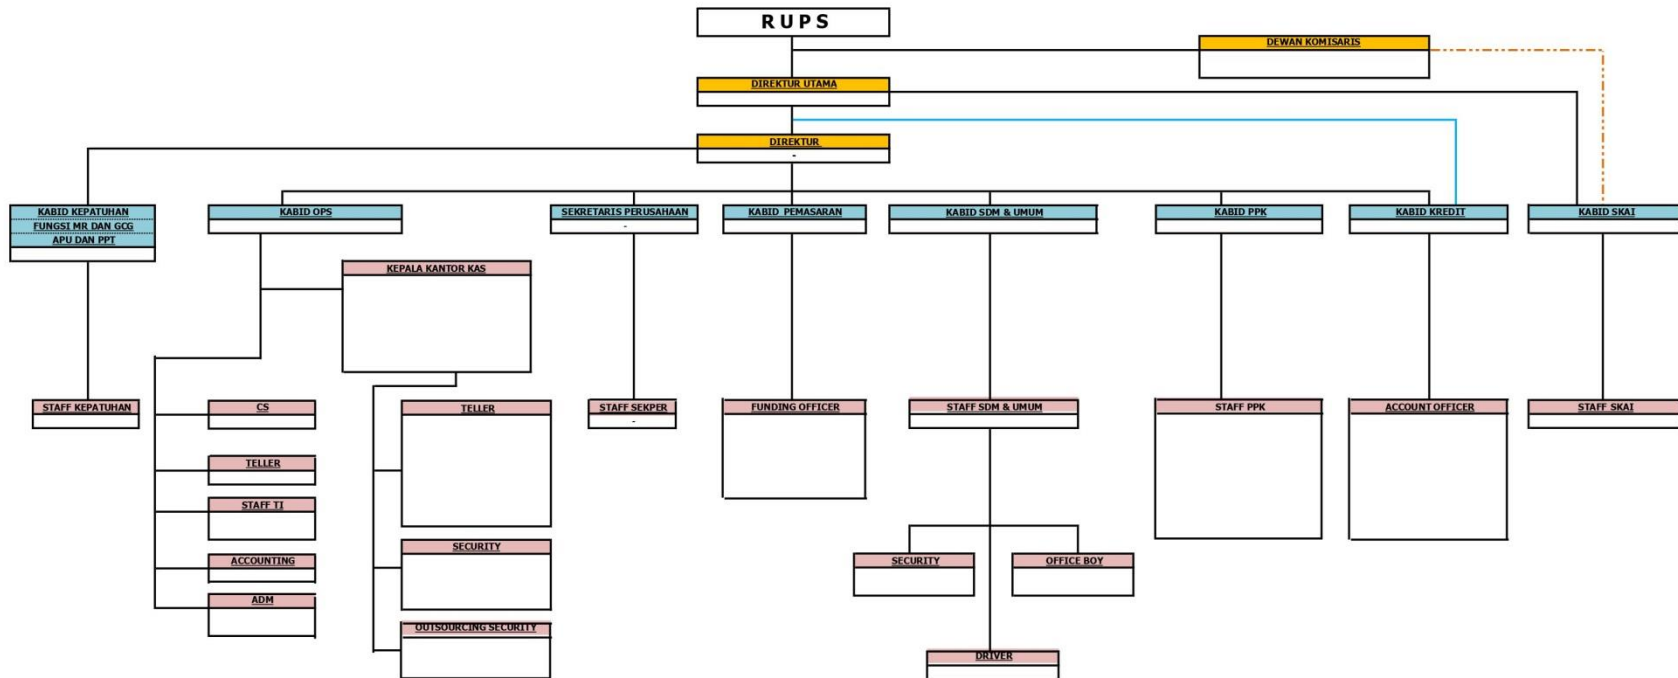 R U P S
DEWAN KOMISARIS
DIREKTUR UTAMA
DIREKTUR
-
KABID KEPATUHAN
FUNGSI MR DAN GCG
APU DAN PPT
KABID OPS
SEKRETARIS PERUSAHAAN
-
KABID PEMASARAN
KABID SDM & UMUM
KABID PPK
KABID KREDIT
KABID SKAI
KEPALA KANTOR KAS
STAFF KEPATUHAN
CS
TELLER
STAFF SEKPER
-
FUNDING OFFICER
STAFF SDM & UMUM
STAFF PPK
ACCOUNT OFFICER
STAFF SKAI
TELLER
STAFF TI
ACCOUNTING
ADM
SECURITY
OUTSOURCING SECURITY
SECURITY
OFFICE BOY
DRIVER